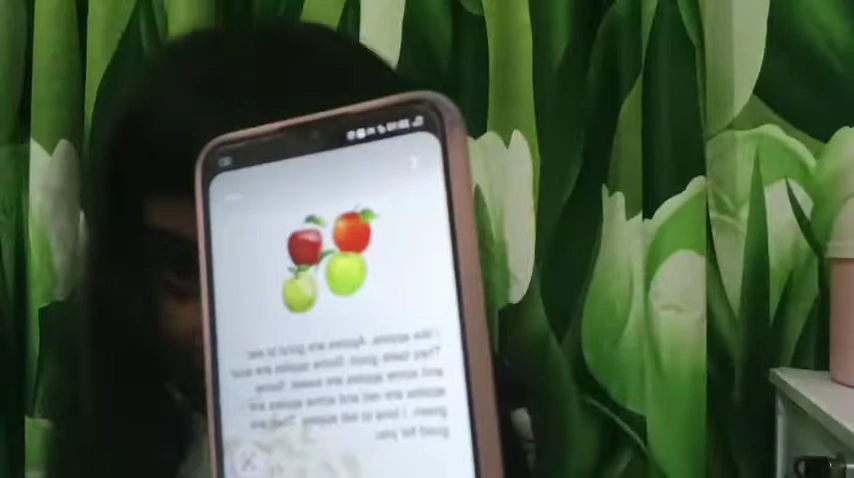 I like apples. Apples are good to eat.
They taste good. Some apples are sour
and some apples are sweet. Some
apples are red and some apples are
green. I love to eat apples. They are
good for you.